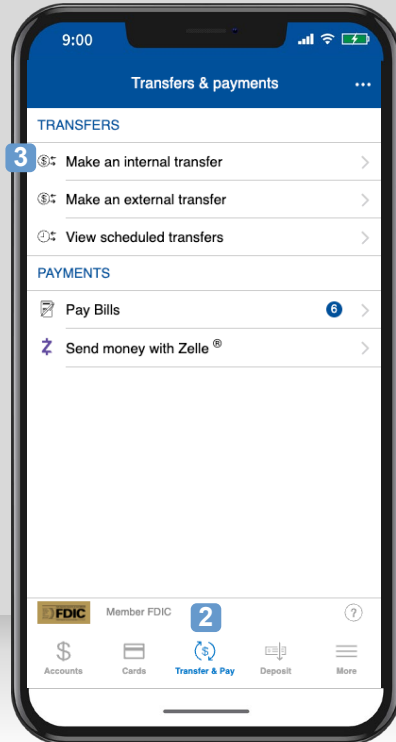 9:00
Transfers & payments
TRANSFERS
3
Make an internal transfer
Make an external transfer
View scheduled transfers
PAYMENTS
Pay Bills 6
Send money with Zelle ®
FDIC Member FDIC
2
?
Accounts Cards Transfer & Pay Deposit More